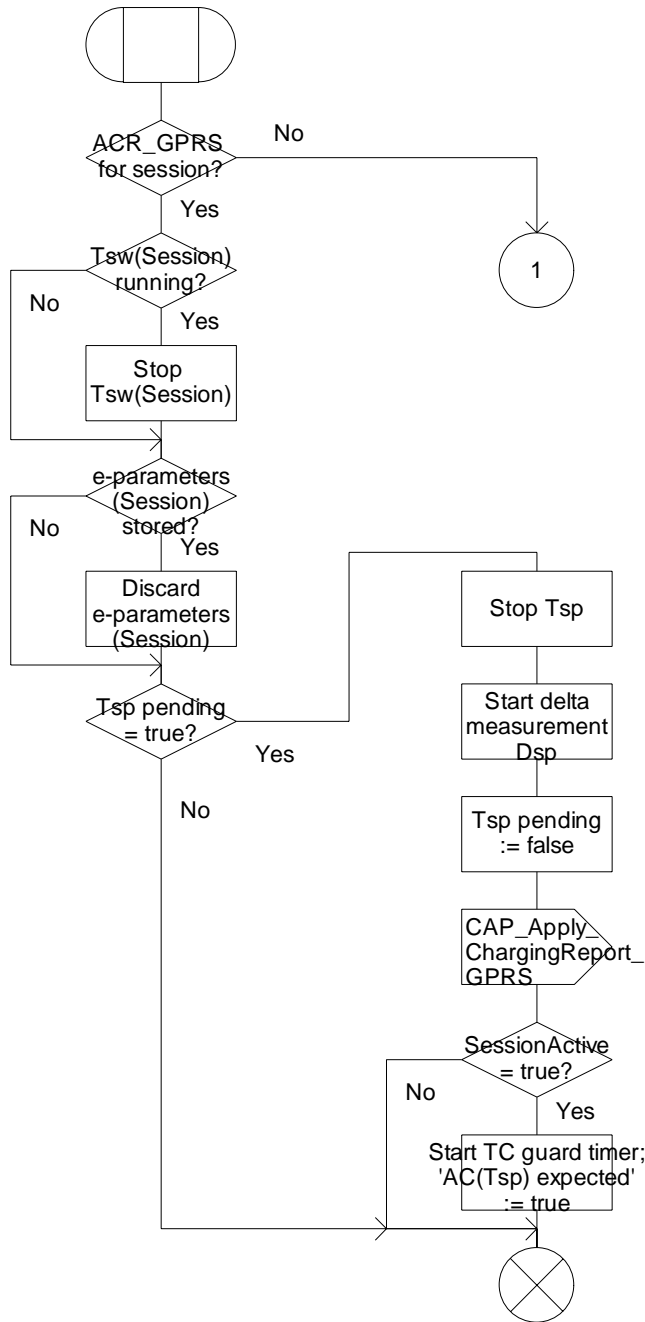 ACR_GPRS
for session?
No
Yes
1
Tsw(Session)
running?
No
Yes
Stop
Tsw(Session)
e-parameters
(Session)
stored?
No
Yes
Discard
e-parameters
(Session)
Tsp pending
= true?
Yes
No
Stop Tsp
Start delta
measurement
Dsp
Tsp pending
:= false
CAP_Apply_
ChargingReport_
GPRS
SessionActive
= true?
No
Yes
Start TC guard timer;
'AC(Tsp) expected'
:= true